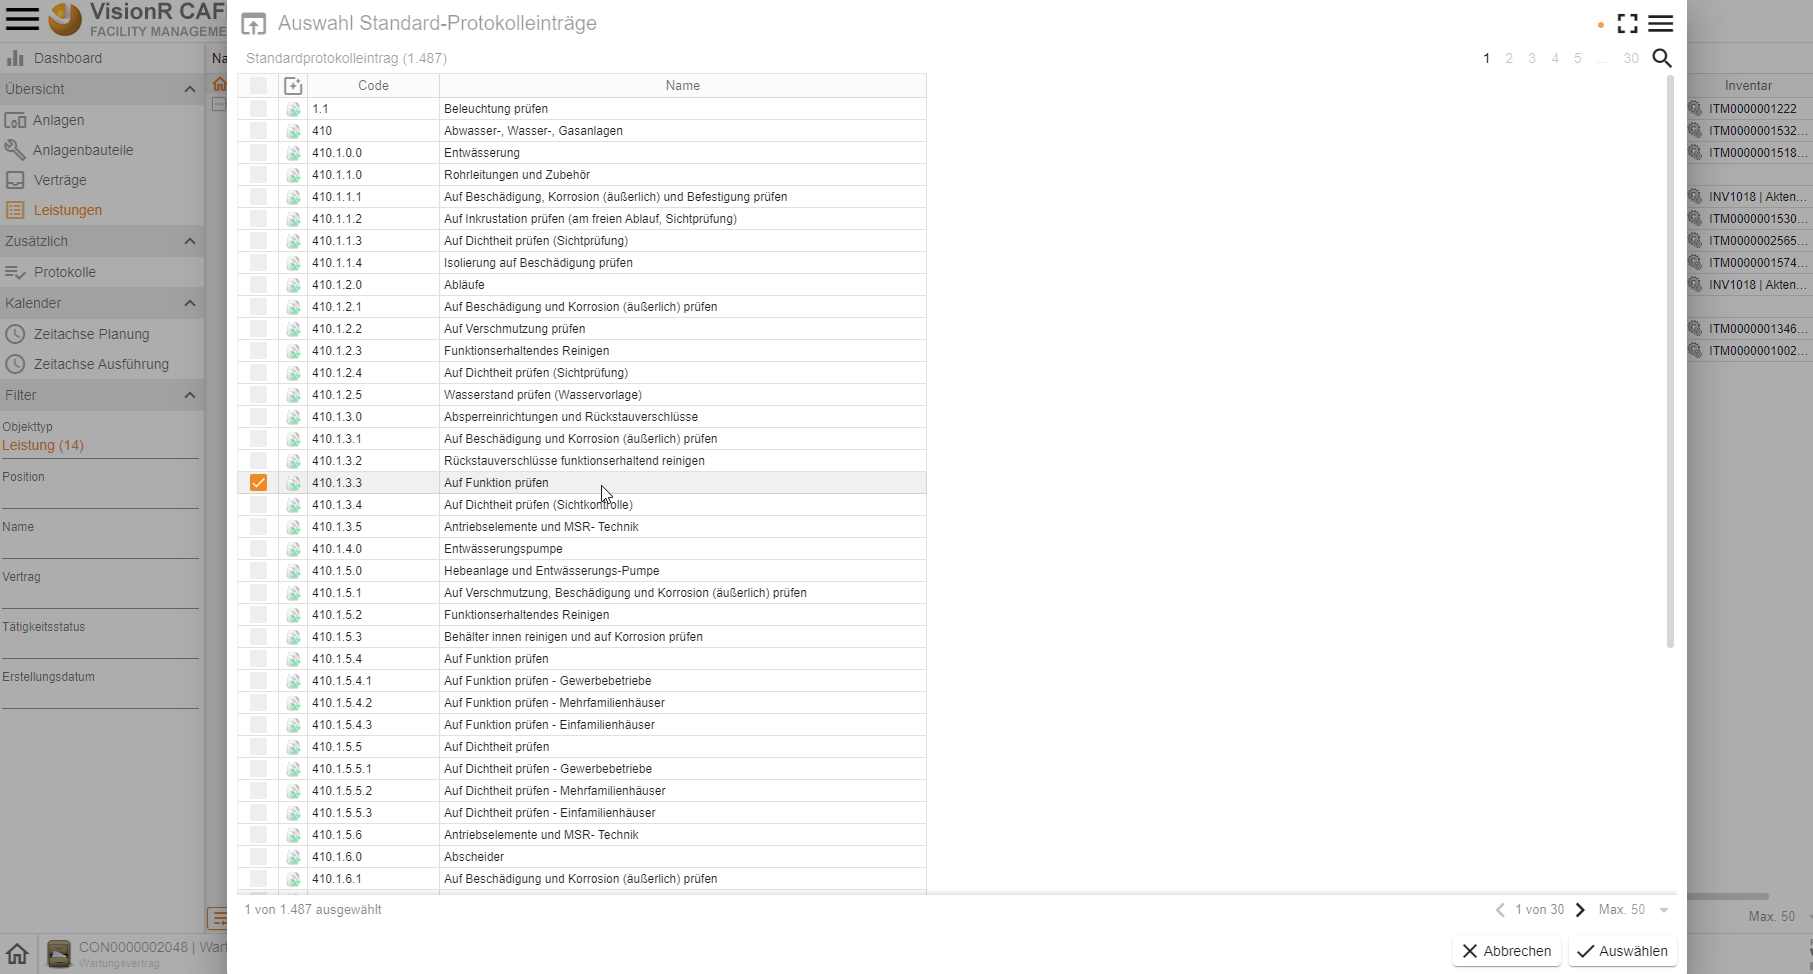 VisionR CAF
FACILITY MANAGEME
Dashboard
Übersicht
Anlagen
Anlagenbauteile
Verträge
Leistungen
Zusätzlich
Protokolle
Kalender
Zeitachse Planung
Zeitachse Ausführung
Filter
Objekttyp
Leistung (14)
Position
Name
Vertrag
Tätigkeitsstatus
Erstellungsdatum
Na
Auswahl Standard-Protokolleinträge
Standardprotokolleintrag (1.487)
1 2 3 4 5 ... 30
Code Name
1.1 Beleuchtung prüfen
410 Abwasser-, Wasser-, Gasanlagen
410.1.0.0 Entwässerung
410.1.1.0 Rohrleitungen und Zubehör
410.1.1.1 Auf Beschädigung, Korrosion (äußerlich) und Befestigung prüfen
410.1.1.2 Auf Inkrustation prüfen (am freien Ablauf, Sichtprüfung)
410.1.1.3 Auf Dichtheit prüfen (Sichtprüfung)
410.1.1.4 Isolierung auf Beschädigung prüfen
410.1.2.0 Abläufe
410.1.2.1 Auf Beschädigung und Korrosion (äußerlich) prüfen
410.1.2.2 Auf Verschmutzung prüfen
410.1.2.3 Funktionserhaltendes Reinigen
410.1.2.4 Auf Dichtheit prüfen (Sichtprüfung)
410.1.2.5 Wasserstand prüfen (Wasservorlage)
410.1.3.0 Absperreinrichtungen und Rückstauverschlüsse
410.1.3.1 Auf Beschädigung und Korrosion (äußerlich) prüfen
410.1.3.2 Rückstauverschlüsse funktionserhaltend reinigen
410.1.3.3 Auf Funktion prüfen
410.1.3.4 Auf Dichtheit prüfen (Sichtkontrolle)
410.1.3.5 Antriebselemente und MSR- Technik
410.1.4.0 Entwässerungspumpe
410.1.5.0 Hebeanlage und Entwässerungs-Pumpe
410.1.5.1 Auf Verschmutzung, Beschädigung und Korrosion (äußerlich) prüfen
410.1.5.2 Funktionserhaltendes Reinigen
410.1.5.3 Behälter innen reinigen und auf Korrosion prüfen
410.1.5.4 Auf Funktion prüfen
410.1.5.4.1 Auf Funktion prüfen - Gewerbebetriebe
410.1.5.4.2 Auf Funktion prüfen - Mehrfamilienhäuser
410.1.5.4.3 Auf Funktion prüfen - Einfamilienhäuser
410.1.5.5 Auf Dichtheit prüfen
410.1.5.5.1 Auf Dichtheit prüfen - Gewerbebetriebe
410.1.5.5.2 Auf Dichtheit prüfen - Mehrfamilienhäuser
410.1.5.5.3 Auf Dichtheit prüfen - Einfamilienhäuser
410.1.5.6 Antriebselemente und MSR- Technik
410.1.6.0 Abscheider
410.1.6.1 Auf Beschädigung und Korrosion (äußerlich) prüfen
1 von 1.487 ausgewählt
1 von 30 Max. 50
Abbrechen Auswählen
Inventar
ITM0000001222
ITM0000001532...
ITM0000001518...
INV1018 | Akten...
ITM0000001530...
ITM0000002565...
ITM0000001574...
INV1018 | Akten...
ITM0000001346...
ITM0000001002...
Max. 50
CON0000002048 | Wart
Wartungsvertrag